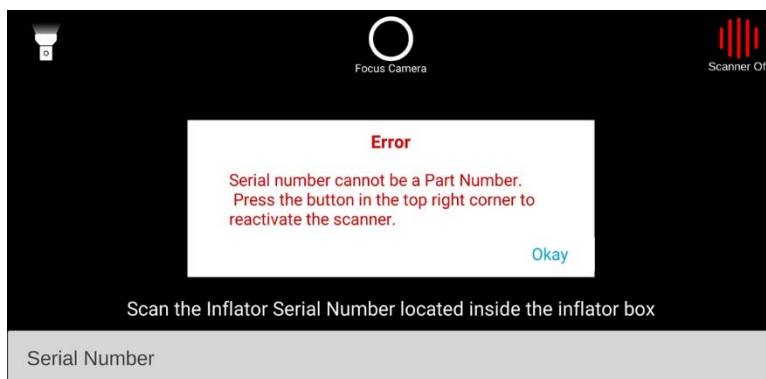 Focus Camera
Scanner Of
Error
Serial number cannot be a Part Number.
Press the button in the top right corner to
reactivate the scanner.
Okay
Scan the Inflator Serial Number located inside the inflator box
Serial Number